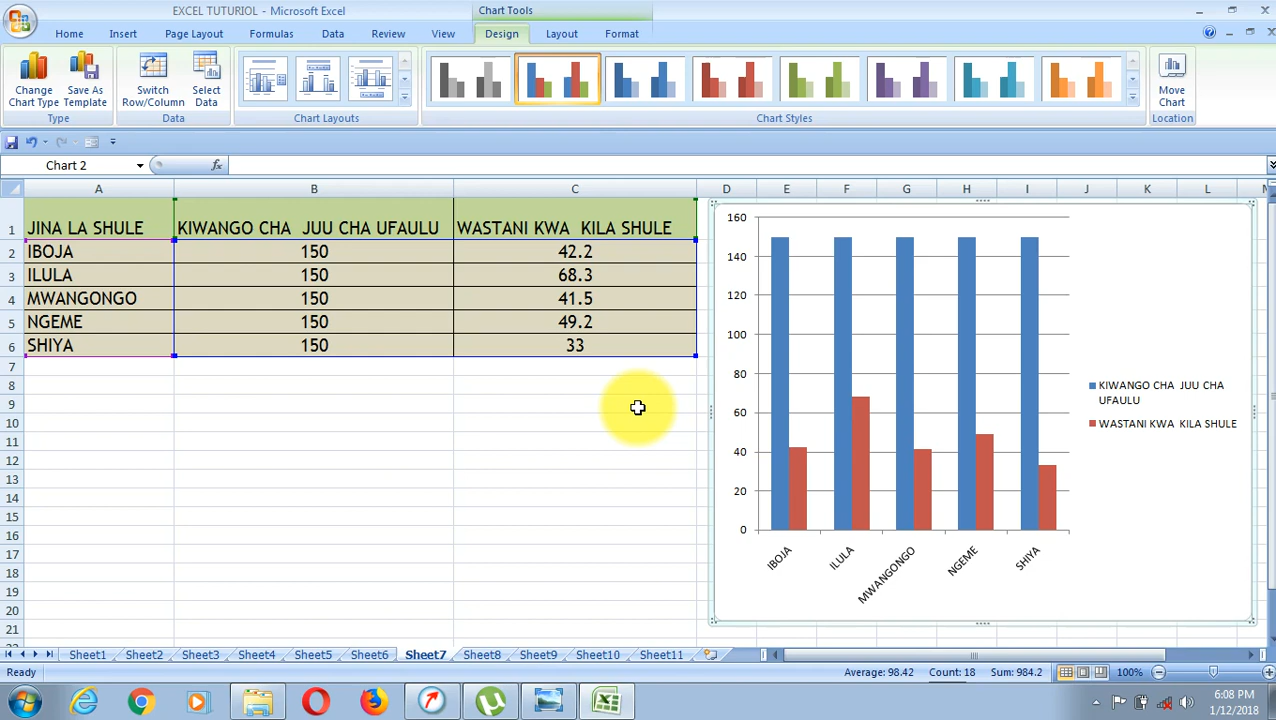 EXCEL TUTURIOL - Microsoft Excel
Chart Tools
Home Insert Page Layout Formulas Data Review View Design Layout Format
Change Chart Type
Save As Template
Switch Row/Column
Select Data
Move Chart
Type Data Chart Layouts Chart Styles Location
Chart 2 fx
A B C D E F G H I J K L M
1 JINA LA SHULE KIWANGO CHA JUU CHA UFAULU WASTANI KWA KILA SHULE
2 IBOJA 150 42.2
3 ILULA 150 68.3
4 MWANGONGO 150 41.5
5 NGEME 150 49.2
6 SHIYA 150 33
7
8
9
10
11
12
13
14
15
16
17
18
19
20
21
160
140
120
100
80
60
40
20
0
IBOJA ILULA MWANGONGO NGEME SHIYA
KIWANGO CHA JUU CHA
UFAULU
WASTANI KWA KILA SHULE
Sheet1 Sheet2 Sheet3 Sheet4 Sheet5 Sheet6 Sheet7 Sheet8 Sheet9 Sheet10 Sheet11
Ready Average: 98.42 Count: 18 Sum: 984.2 100%
6:08 PM
1/12/2018